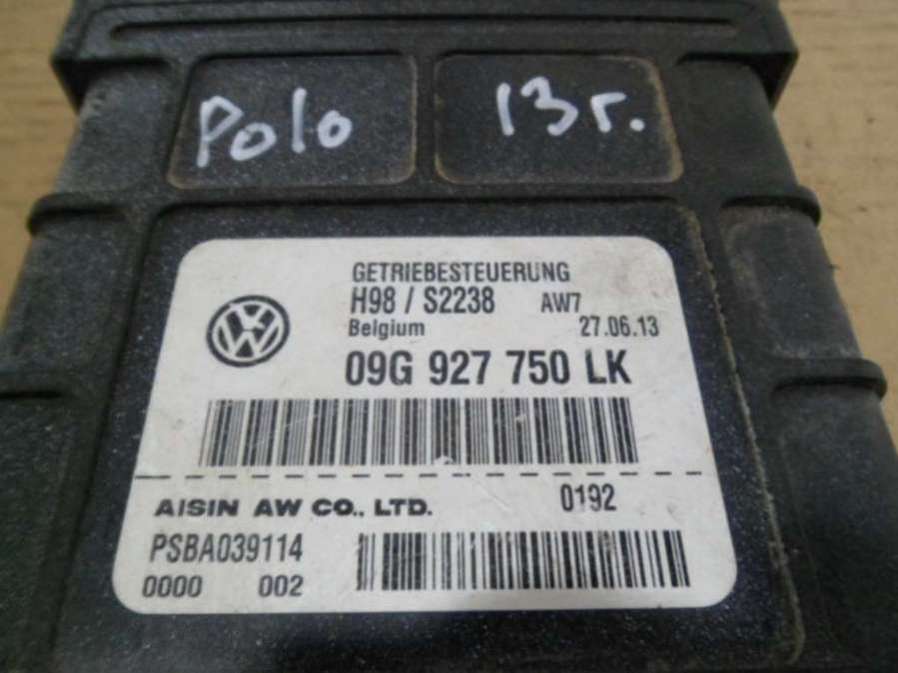 Polo 13г.
GETRIEBESTEUERUNG
H98 / S2238 AW7
Belgium 27.06.13
09G 927 750 LK
AISIN AW CO., LTD. 0192
PSBA039114
0000 002